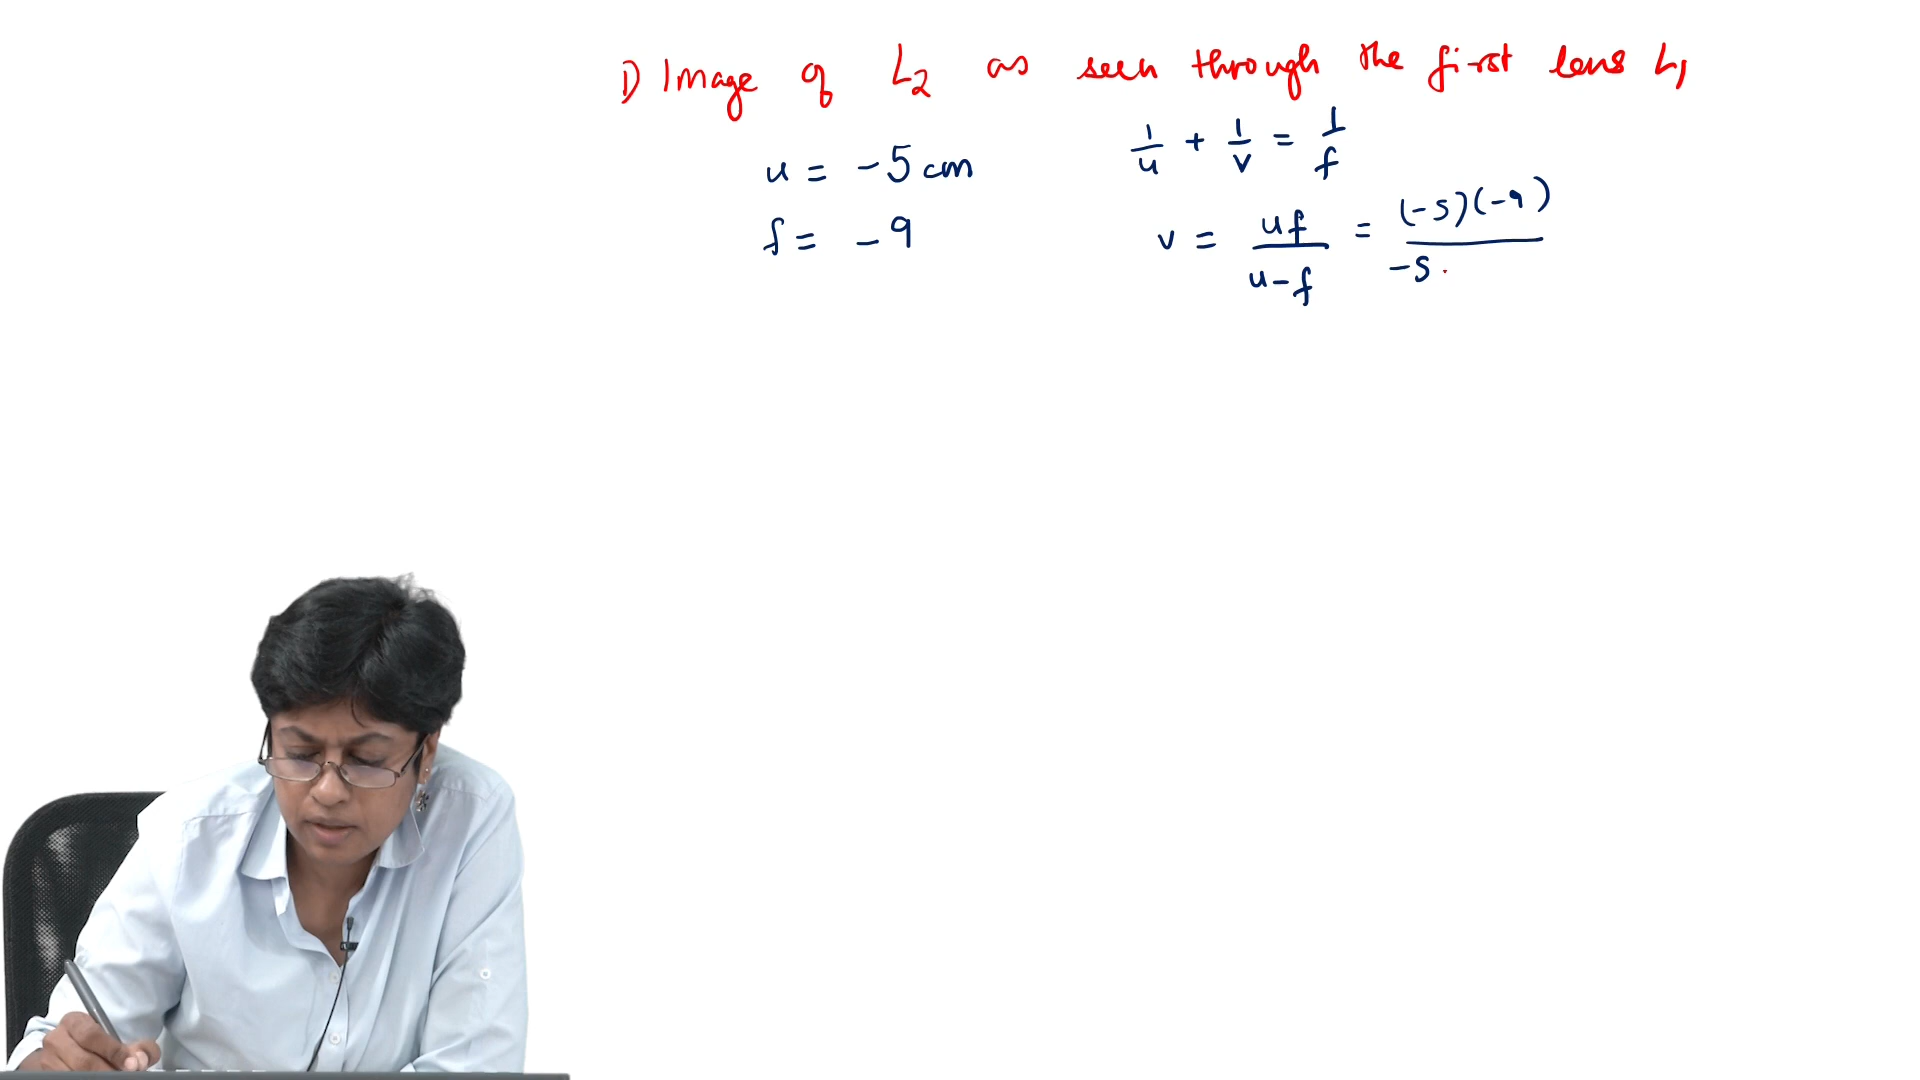 1) Image of L2 as seen through the first lens L1
u = -5 cm
1/u + 1/v = 1/f
f = -9
v = uf/(u-f) = (-5)(-9)/-5